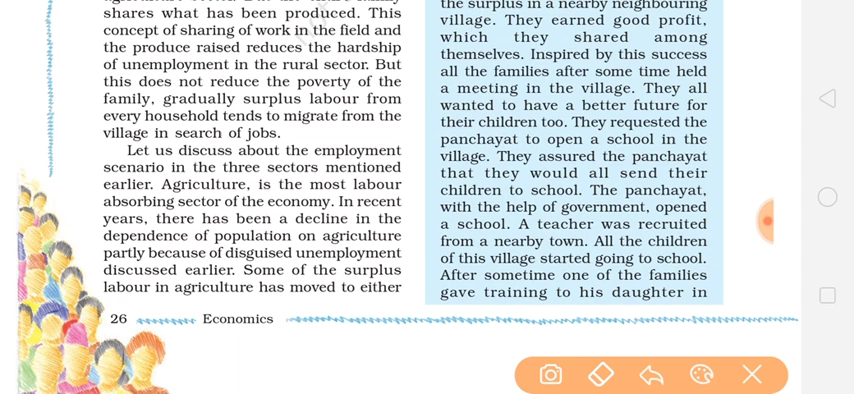 shares what has been produced. This
concept of sharing of work in the field and
the produce raised reduces the hardship
of unemployment in the rural sector. But
this does not reduce the poverty of the
family, gradually surplus labour from
every household tends to migrate from the
village in search of jobs.
Let us discuss about the employment
scenario in the three sectors mentioned
earlier. Agriculture, is the most labour
absorbing sector of the economy. In recent
years, there has been a decline in the
dependence of population on agriculture
partly because of disguised unemployment
discussed earlier. Some of the surplus
labour in agriculture has moved to either
the surplus in a nearby neighbouring
village. They earned good profit,
which they shared among
themselves. Inspired by this success
all the families after some time held
a meeting in the village. They all
wanted to have a better future for
their children too. They requested the
panchayat to open a school in the
village. They assured the panchayat
that they would all send their
children to school. The panchayat,
with the help of government, opened
a school. A teacher was recruited
from a nearby town. All the children
of this village started going to school.
After sometime one of the families
gave training to his daughter in
26 Economics